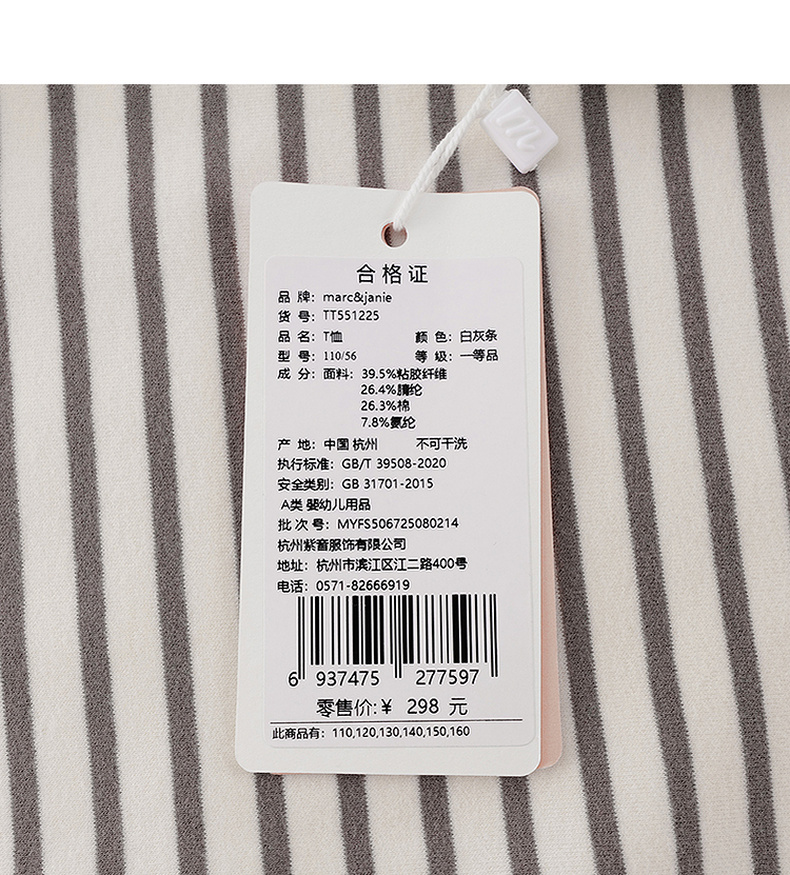 m
合格证
品 牌：marc&janie
货 号：TT551225
品 名：T恤 颜 色：白灰条
型 号：110/56 等 级：一等品
成 分：面料：39.5%粘胶纤维
26.4%腈纶
26.3%棉
7.8%氨纶
产 地：中国 杭州 不可干洗
执行标准：GB/T 39508-2020
安全类别：GB 31701-2015
A类 婴幼儿用品
批 次 号：MYFS506725080214
杭州紫奮服饰有限公司
地址：杭州市滨江区江二路400号
电话：0571-82666919
6 937475 277597
零售价:¥ 298 元
此商品有：110,120,130,140,150,160